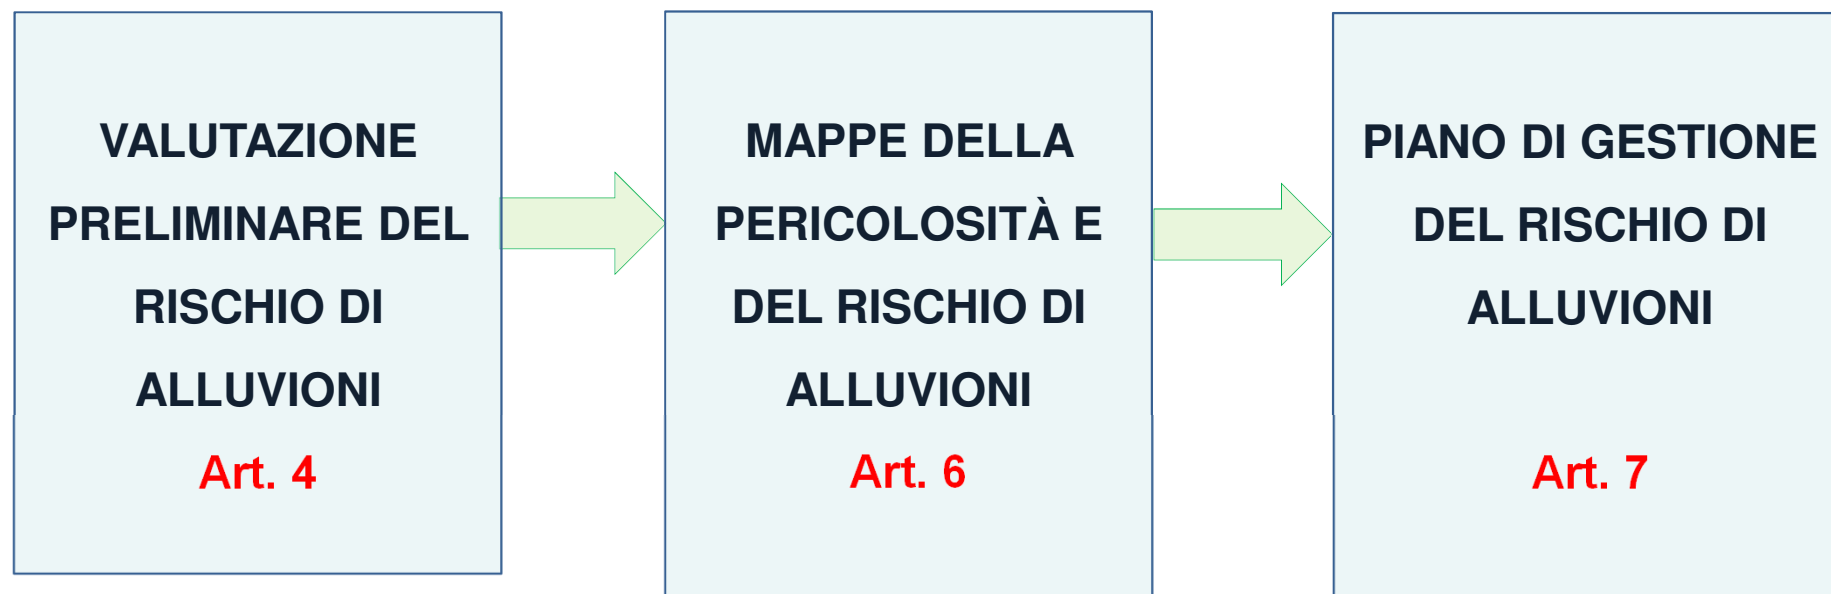 VALUTAZIONE
PRELIMINARE DEL
RISCHIO DI
ALLUVIONI
Art. 4
MAPPE DELLA
PERICOLOSITÀ E
DEL RISCHIO DI
ALLUVIONI
Art. 6
PIANO DI GESTIONE
DEL RISCHIO DI
ALLUVIONI
Art. 7